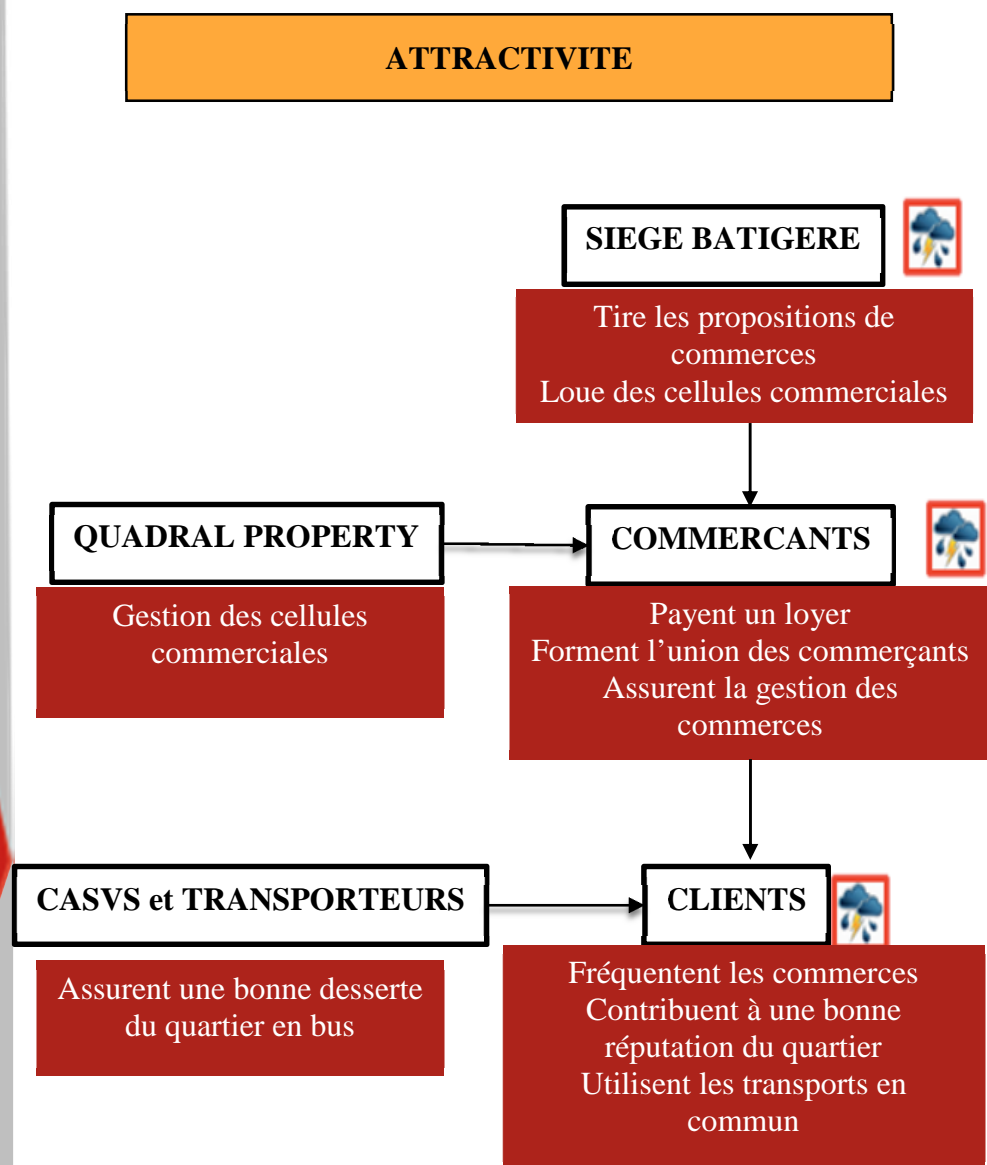 ATTRACTIVITE
SIEGE BATIGERE
Tire les propositions de
commerces
Loue des cellules commerciales
QUADRAL PROPERTY
Gestion des cellules
commerciales
COMMERCANTS
Payent un loyer
Forment l’union des commerçants
Assurent la gestion des
commerces
CASVS et TRANSPORTEURS
Assurent une bonne desserte
du quartier en bus
CLIENTS
Fréquentent les commerces
Contribuent à une bonne
réputation du quartier
Utilisent les transports en
commun